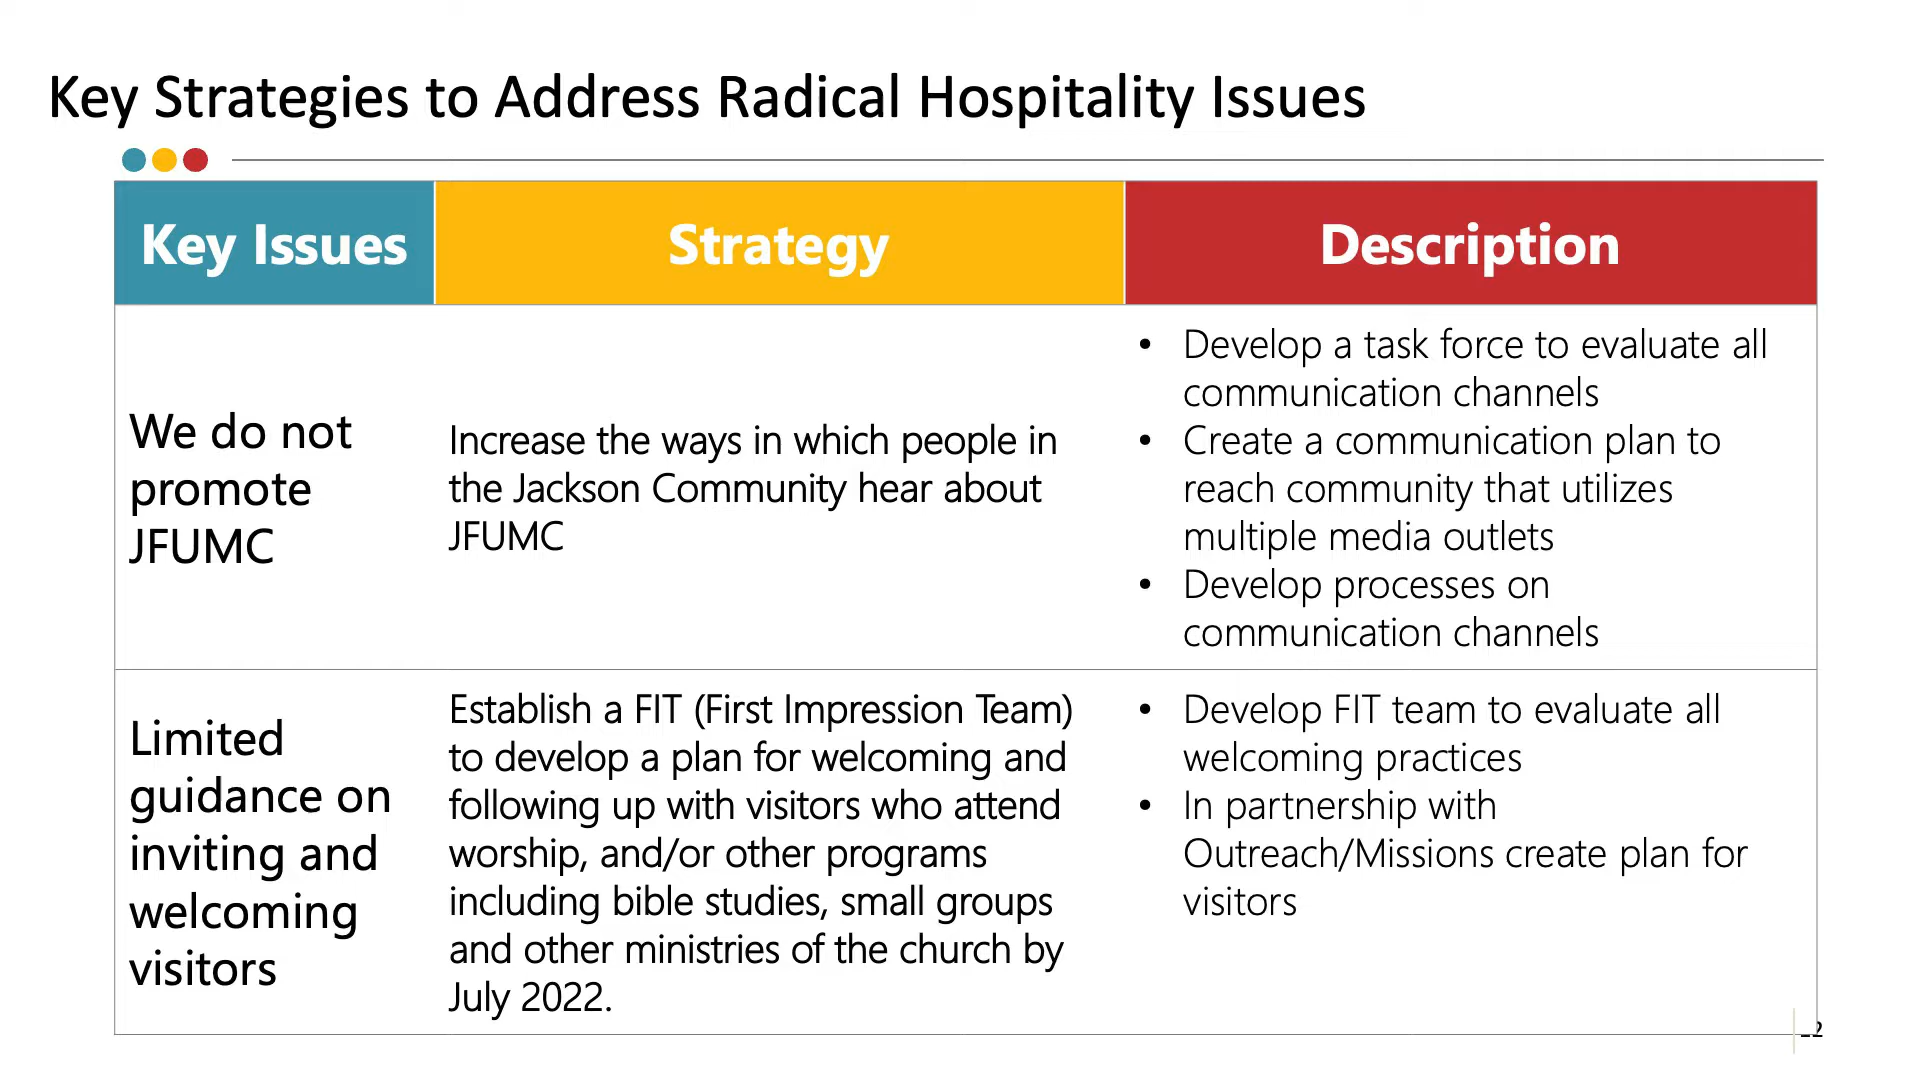 Key Strategies to Address Radical Hospitality Issues
Key Issues
Strategy
Description
We do not
promote
JFUMC
Increase the ways in which people in
the Jackson Community hear about
JFUMC
• Develop a task force to evaluate all
communication channels
• Create a communication plan to
reach community that utilizes
multiple media outlets
• Develop processes on
communication channels
Limited
guidance on
inviting and
welcoming
visitors
Establish a FIT (First Impression Team)
to develop a plan for welcoming and
following up with visitors who attend
worship, and/or other programs
including bible studies, small groups
and other ministries of the church by
July 2022.
• Develop FIT team to evaluate all
welcoming practices
• In partnership with
Outreach/Missions create plan for
visitors